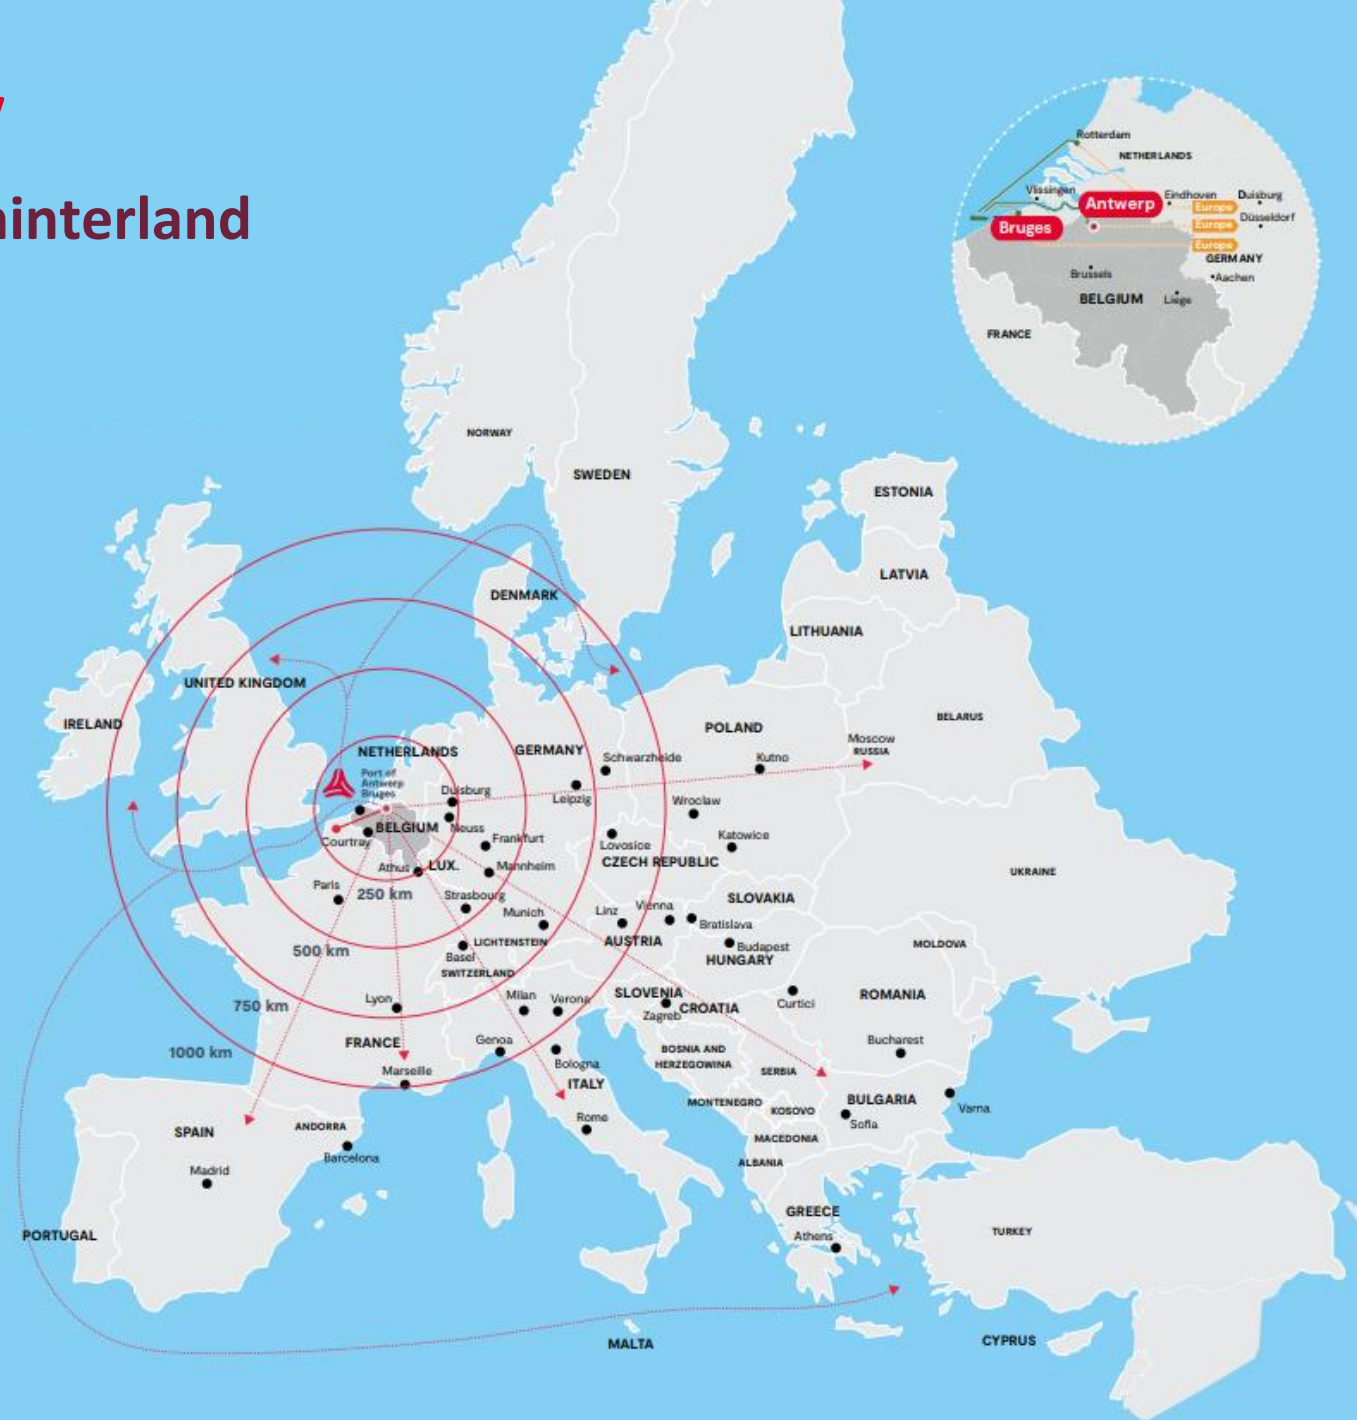 hinterland
Rotterdam
NETHERLANDS
Vlissingen
Antwerp
Eindhoven
Duisburg
Europe
Düsseldorf
Bruges
Europe
Europe
GERMANY
Brussels
Aachen
BELGIUM
Liege
FRANCE
NORWAY
SWEDEN
ESTONIA
LATVIA
DENMARK
LITHUANIA
UNITED KINGDOM
IRELAND
BELARUS
POLAND
Moscow
RUSSIA
NETHERLANDS
GERMANY
Schwarzheide
Kutno
Port of
Antwerp
Bruges
Duisburg
Leipzig
Wroclaw
BELGIUM
Neuss
Courtray
Frankfurt
Lovosice
Katowice
CZECH REPUBLIC
Athus
LUX.
Mannheim
UKRAINE
Paris
250 km
Strasbourg
SLOVAKIA
Munich
Linz
Vienna
Bratislava
LICHTENSTEIN
AUSTRIA
Budapest
MOLDOVA
500 km
Basel
HUNGARY
SWITZERLAND
SLOVENIA
ROMANIA
750 km
Lyon
Milan
Verona
Zagreb
CROATIA
Curtici
FRANCE
Genoa
Bucharest
1000 km
BOSNIA AND
HERZEGOWINA
Marseille
Bologna
SERBIA
ITALY
MONTENEGRO
KOSOVO
BULGARIA
Varna
SPAIN
ANDORRA
Rome
Sofia
MACEDONIA
Barcelona
ALBANIA
Madrid
GREECE
PORTUGAL
Athens
TURKEY
MALTA
CYPRUS